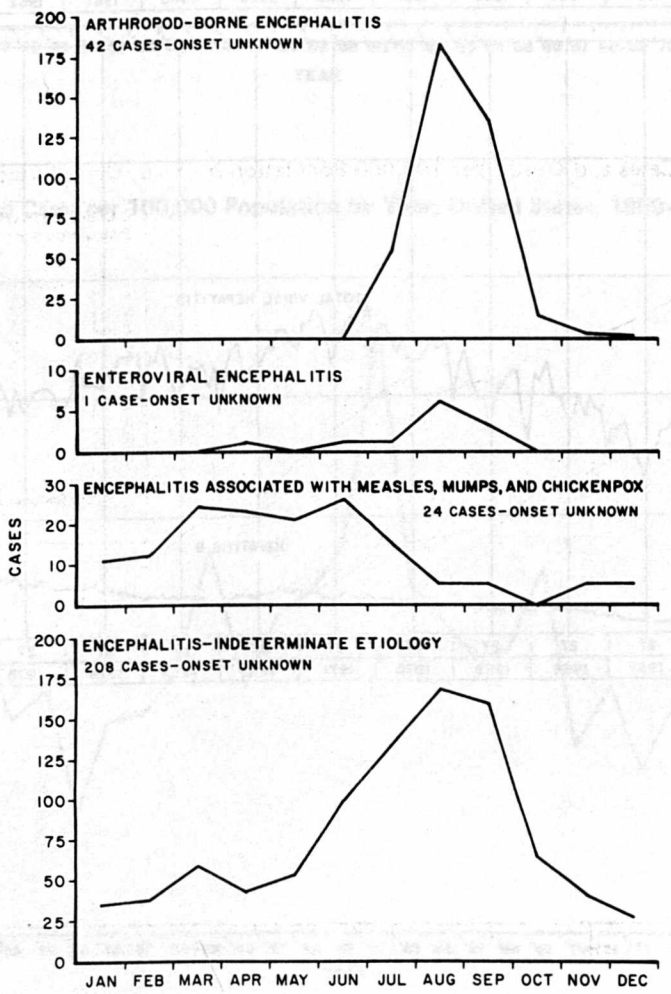 ARTHROPOD-BORNE ENCEPHALITIS
42 CASES-ONSET UNKNOWN
200
175
150
125
100
75
50
25
0
ENTEROVIRAL ENCEPHALITIS
1 CASE-ONSET UNKNOWN
10
5
0
ENCEPHALITIS ASSOCIATED WITH MEASLES, MUMPS, AND CHICKENPOX
24 CASES-ONSET UNKNOWN
30
20
10
0
CASES
ENCEPHALITIS-INDETERMINATE ETIOLOGY
208 CASES-ONSET UNKNOWN
200
175
150
125
100
75
50
25
0
JAN FEB MAR APR MAY JUN JUL AUG SEP OCT NOV DEC